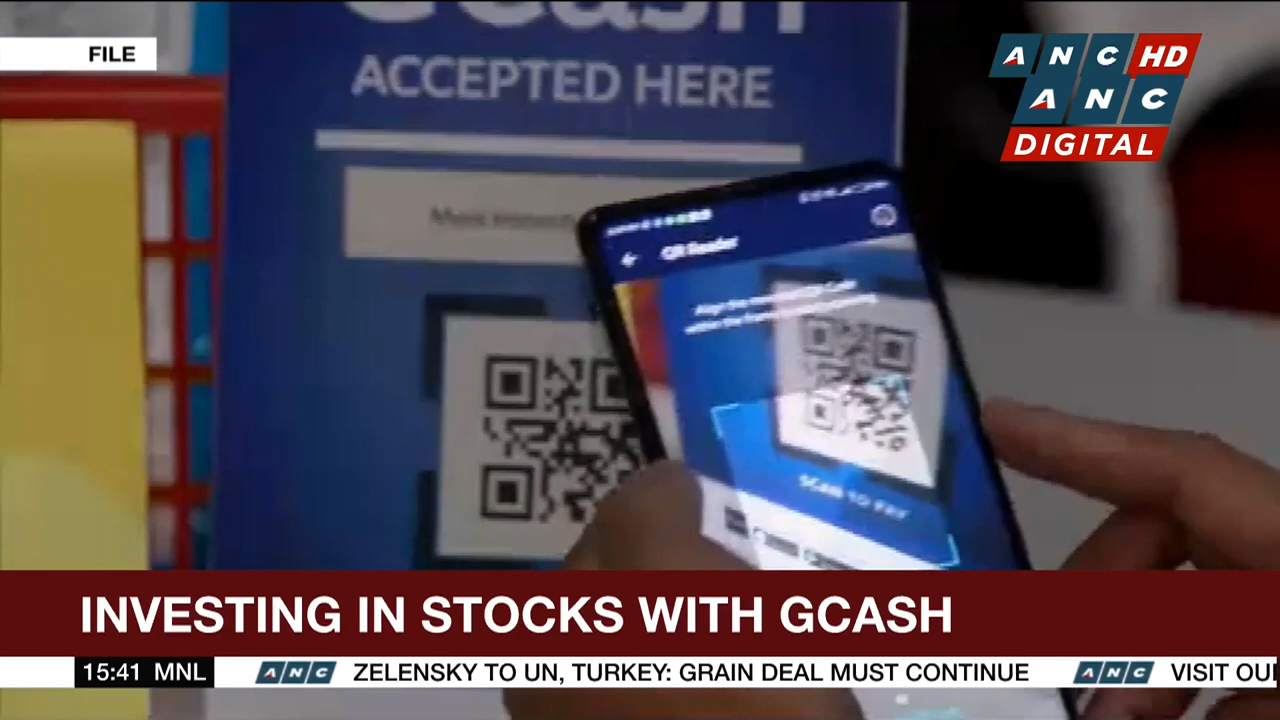 FILE
GCash
ACCEPTED HERE
ANC HD
ANC
DIGITAL
QR Reader
SCAN TO PAY
INVESTING IN STOCKS WITH GCASH
15:41 MNL
ANC ZELENSKY TO UN, TURKEY: GRAIN DEAL MUST CONTINUE ANC VISIT OU